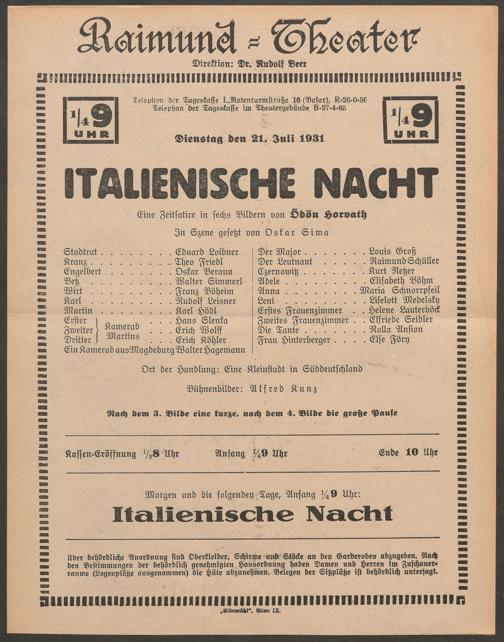 Raimund-Theater
Direktion: Dr. Rudolf Beer
1/4 9 UHR
Telephon der Tageskasse I., Rotenturmstraße 16 (Basar), R-26-0-56
Telephon der Tageskasse im Theatergebäude B-27-4-65
1/4 9 UHR
Dienstag den 21. Juli 1931
ITALIENISCHE NACHT
Eine Zeitsatire in sechs Bildern von Ödön Horvath
In Szene gesetzt von Oskar Sima
Stadtrat . . . . . . . Eduard Loibner
Kranz . . . . . . . Theo Friedl
Engelbert . . . . . . . Oskar Beraun
Betz . . . . . . . Walter Simmerl
Wirt . . . . . . . Franz Böheim
Karl . . . . . . . Rudolf Leisner
Martin . . . . . . . Karl Hödl
Erster } Kamerad Martins . . . . Hans Slenka
Zweiter } . . . . Erich Wolff
Dritter } . . . . Erich Köhler
Ein Kamerad aus Magdeburg Walter Hagemann
Der Major . . . . . . . Louis Groß
Der Leutnant . . . . . Raimund Schüller
Czernowitz . . . . . . . Kurt Retzer
Adele . . . . . . . Elisabeth Böhm
Anna . . . . . . Maria Schnorrpfeil
Leni . . . . . . . Liselott Medelsky
Erstes Frauenzimmer . . Helene Lauterböck
Zweites Frauenzimmer . . Elfriede Seidler
Die Tante . . . . . . . Rolla Ansion
Frau Hinterberger . . . . Else Föry
Ort der Handlung: Eine Kleinstadt in Süddeutschland
Bühnenbilder: Alfred Kunz
Nach dem 3. Bilde eine kurze, nach dem 4. Bilde die große Pause
Kassen-Eröffnung 1/2 8 Uhr Anfang 1/4 9 Uhr Ende 10 Uhr
Morgen und die folgenden Tage, Anfang 1/4 9 Uhr:
Italienische Nacht
Über behördliche Anordnung sind Oberkleider, Schirme und Stöcke an den Garderoben abzugeben. Nach
den Bestimmungen der behördlich genehmigten Hausordnung haben Damen und Herren im Zuschauer-
raume (Logenplätze ausgenommen) die Hüte abzunehmen. Belegen der Sitzplätze ist behördlich untersagt.
„Elbemühl", Wien IX.